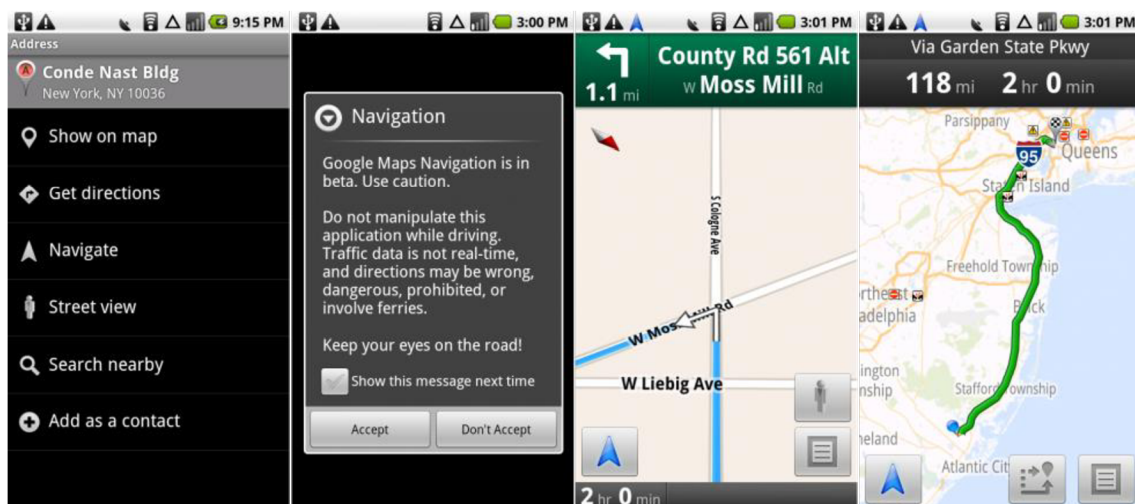 9:15 PM
Address
A
Conde Nast Bldg
New York, NY 10036
Show on map
Get directions
Navigate
Street view
Search nearby
Add as a contact
3:00 PM
Navigation
Google Maps Navigation is in
beta. Use caution.
Do not manipulate this
application while driving.
Traffic data is not real-time,
and directions may be wrong,
dangerous, prohibited, or
involve ferries.
Keep your eyes on the road!
Show this message next time
Accept
Don't Accept
3:01 PM
County Rd 561 Alt
1.1 mi
W Moss Mill Rd
S Cologne Ave
W Mos Rd
W Liebig Ave
2 hr 0 min
3:01 PM
Via Garden State Pkwy
118 mi 2 hr 0 min
Parsippany
95
Queens
Island
Freehold Township
adelphia
Stafford Township
Atlantic Cit